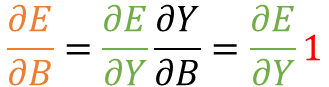 ∂E/∂B = ∂E/∂Y ∂Y/∂B = ∂E/∂Y 1